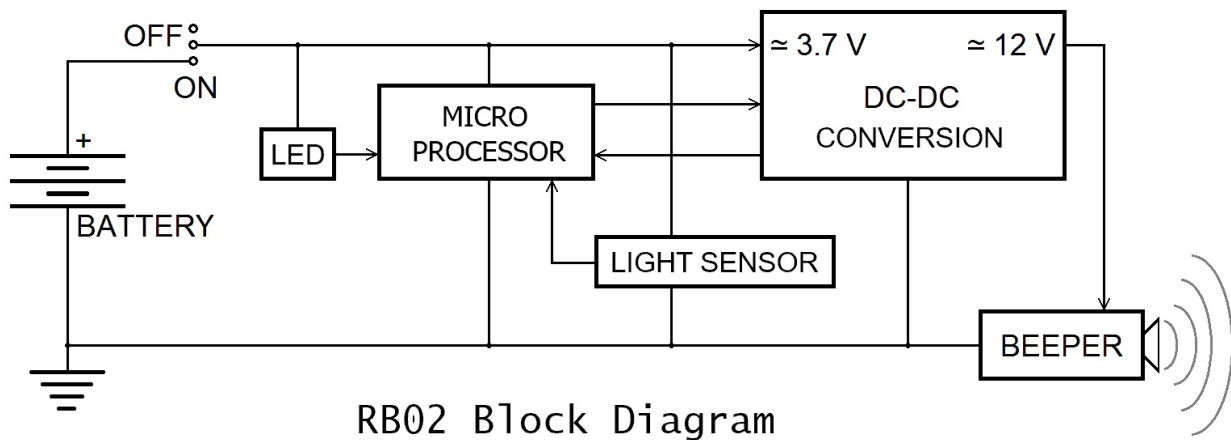 OFF
ON
≃ 3.7 V
≃ 12 V
DC-DC
CONVERSION
MICRO
PROCESSOR
LED
+
BATTERY
LIGHT SENSOR
BEEPER
RB02 Block Diagram